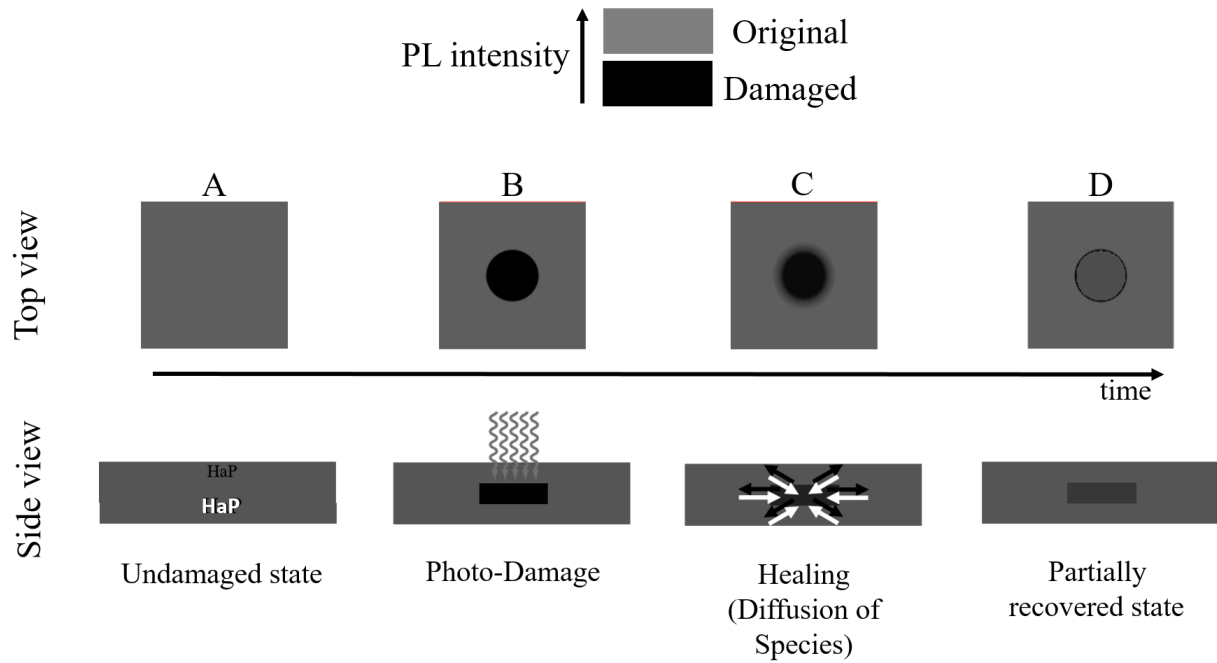 PL intensity
Original
Damaged
A
B
C
D
Top view
time
Side view
HaP
HaP
Undamaged state
Photo-Damage
Healing
(Diffusion of
Species)
Partially
recovered state